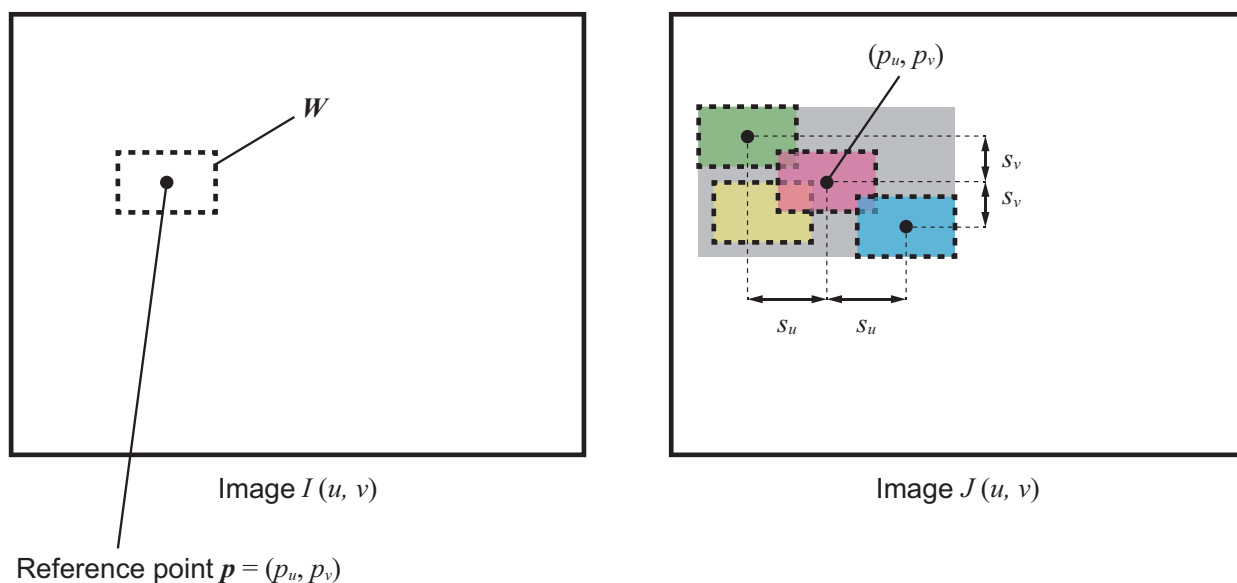 W
Image I (u, v)
Reference point p = (pᵤ, pᵥ)
(pᵤ, pᵥ)
sᵥ
sᵥ
sᵤ
sᵤ
Image J (u, v)